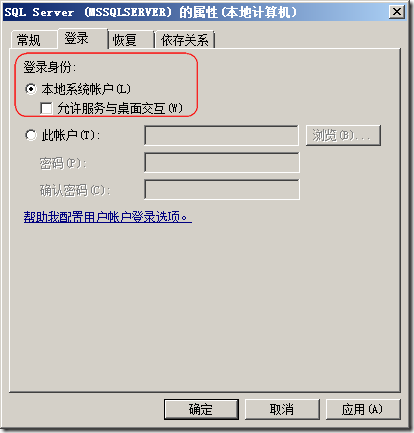 SQL Server (MSSQLSERVER) 的属性(本地计算机)
常规 登录 恢复 依存关系
登录身份:
本地系统帐户(L)
允许服务与桌面交互(W)
此帐户(T): 浏览(B)...
密码(P):
确认密码(C):
帮助我配置用户帐户登录选项。
确定 取消 应用(A)